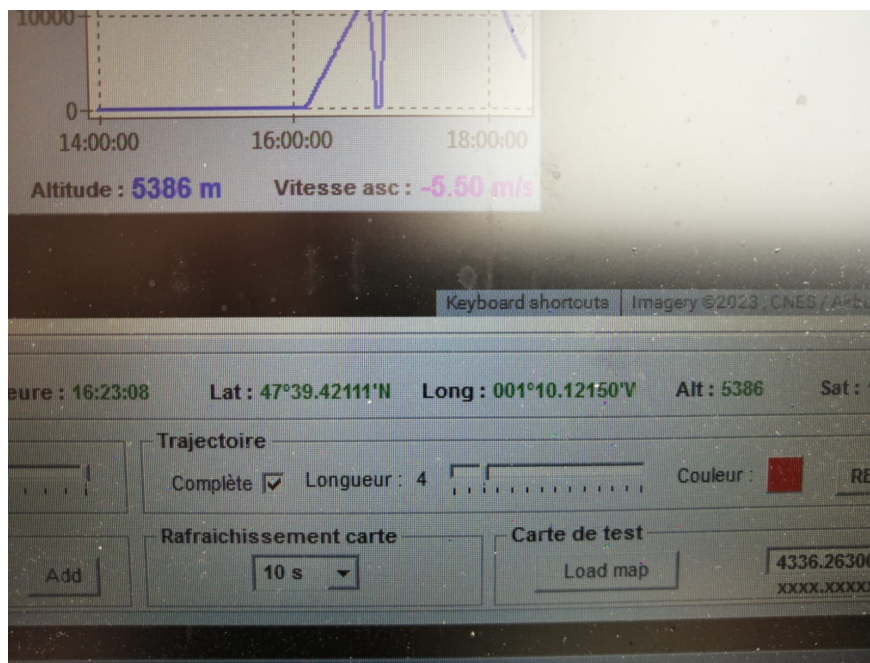 10000
0
14:00:00 16:00:00 18:00:00
Altitude : 5386 m Vitesse asc : -5.50 m/s
Keyboard shortcuts Imagery ©2023 , CNES /
eure : 16:23:08 Lat : 47°39.42111'N Long : 001°10.12150'V Alt : 5386 Sat :
Trajectoire
Complète Longueur : 4 Couleur : RE
Rafraichissement carte Carte de test
Add 10 s Load map 4336.2630
xxxx.xxxxx